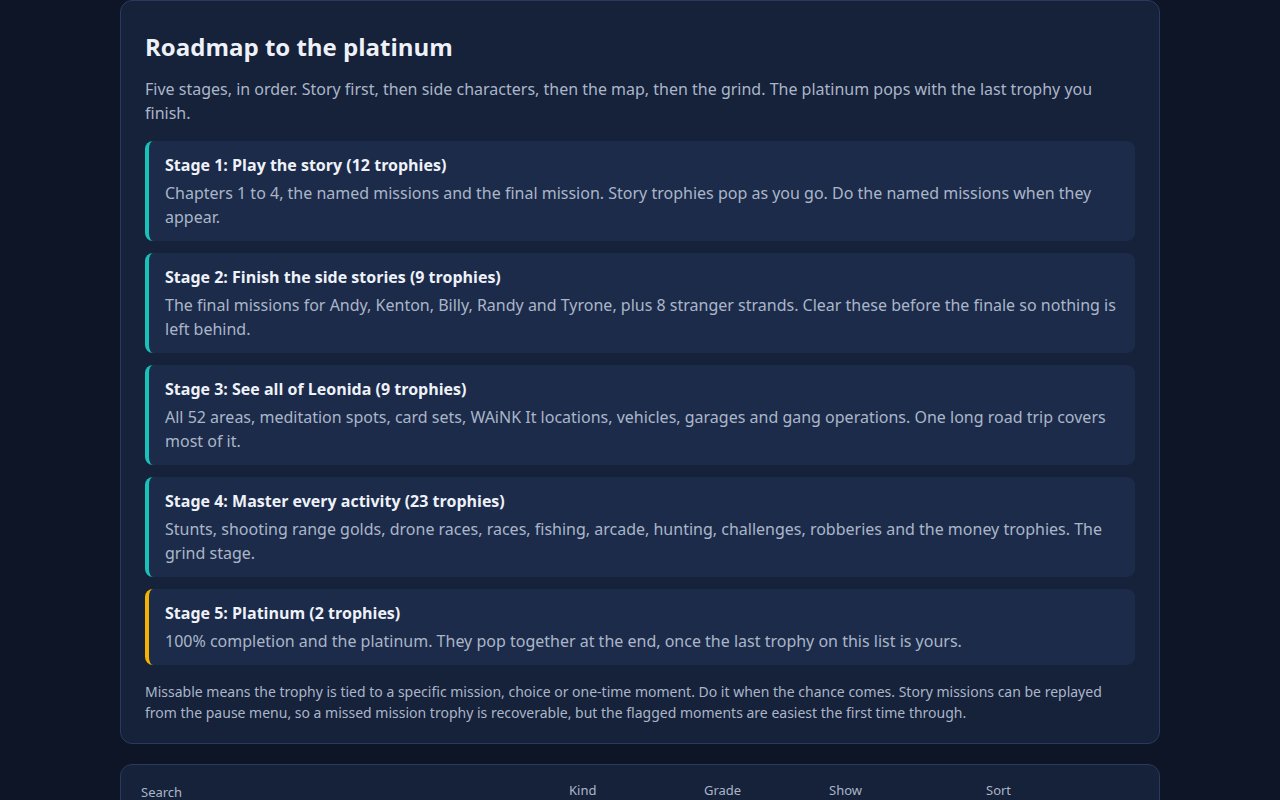 Roadmap to the platinum
Five stages, in order. Story first, then side characters, then the map, then the grind. The platinum pops with the last trophy you
finish.
Stage 1: Play the story (12 trophies)
Chapters 1 to 4, the named missions and the final mission. Story trophies pop as you go. Do the named missions when they
appear.
Stage 2: Finish the side stories (9 trophies)
The final missions for Andy, Kenton, Billy, Randy and Tyrone, plus 8 stranger strands. Clear these before the finale so nothing is
left behind.
Stage 3: See all of Leonida (9 trophies)
All 52 areas, meditation spots, card sets, WAiNK It locations, vehicles, garages and gang operations. One long road trip covers
most of it.
Stage 4: Master every activity (23 trophies)
Stunts, shooting range golds, drone races, races, fishing, arcade, hunting, challenges, robberies and the money trophies. The
grind stage.
Stage 5: Platinum (2 trophies)
100% completion and the platinum. They pop together at the end, once the last trophy on this list is yours.
Missable means the trophy is tied to a specific mission, choice or one-time moment. Do it when the chance comes. Story missions can be replayed
from the pause menu, so a missed mission trophy is recoverable, but the flagged moments are easiest the first time through.
Search Kind Grade Show Sort